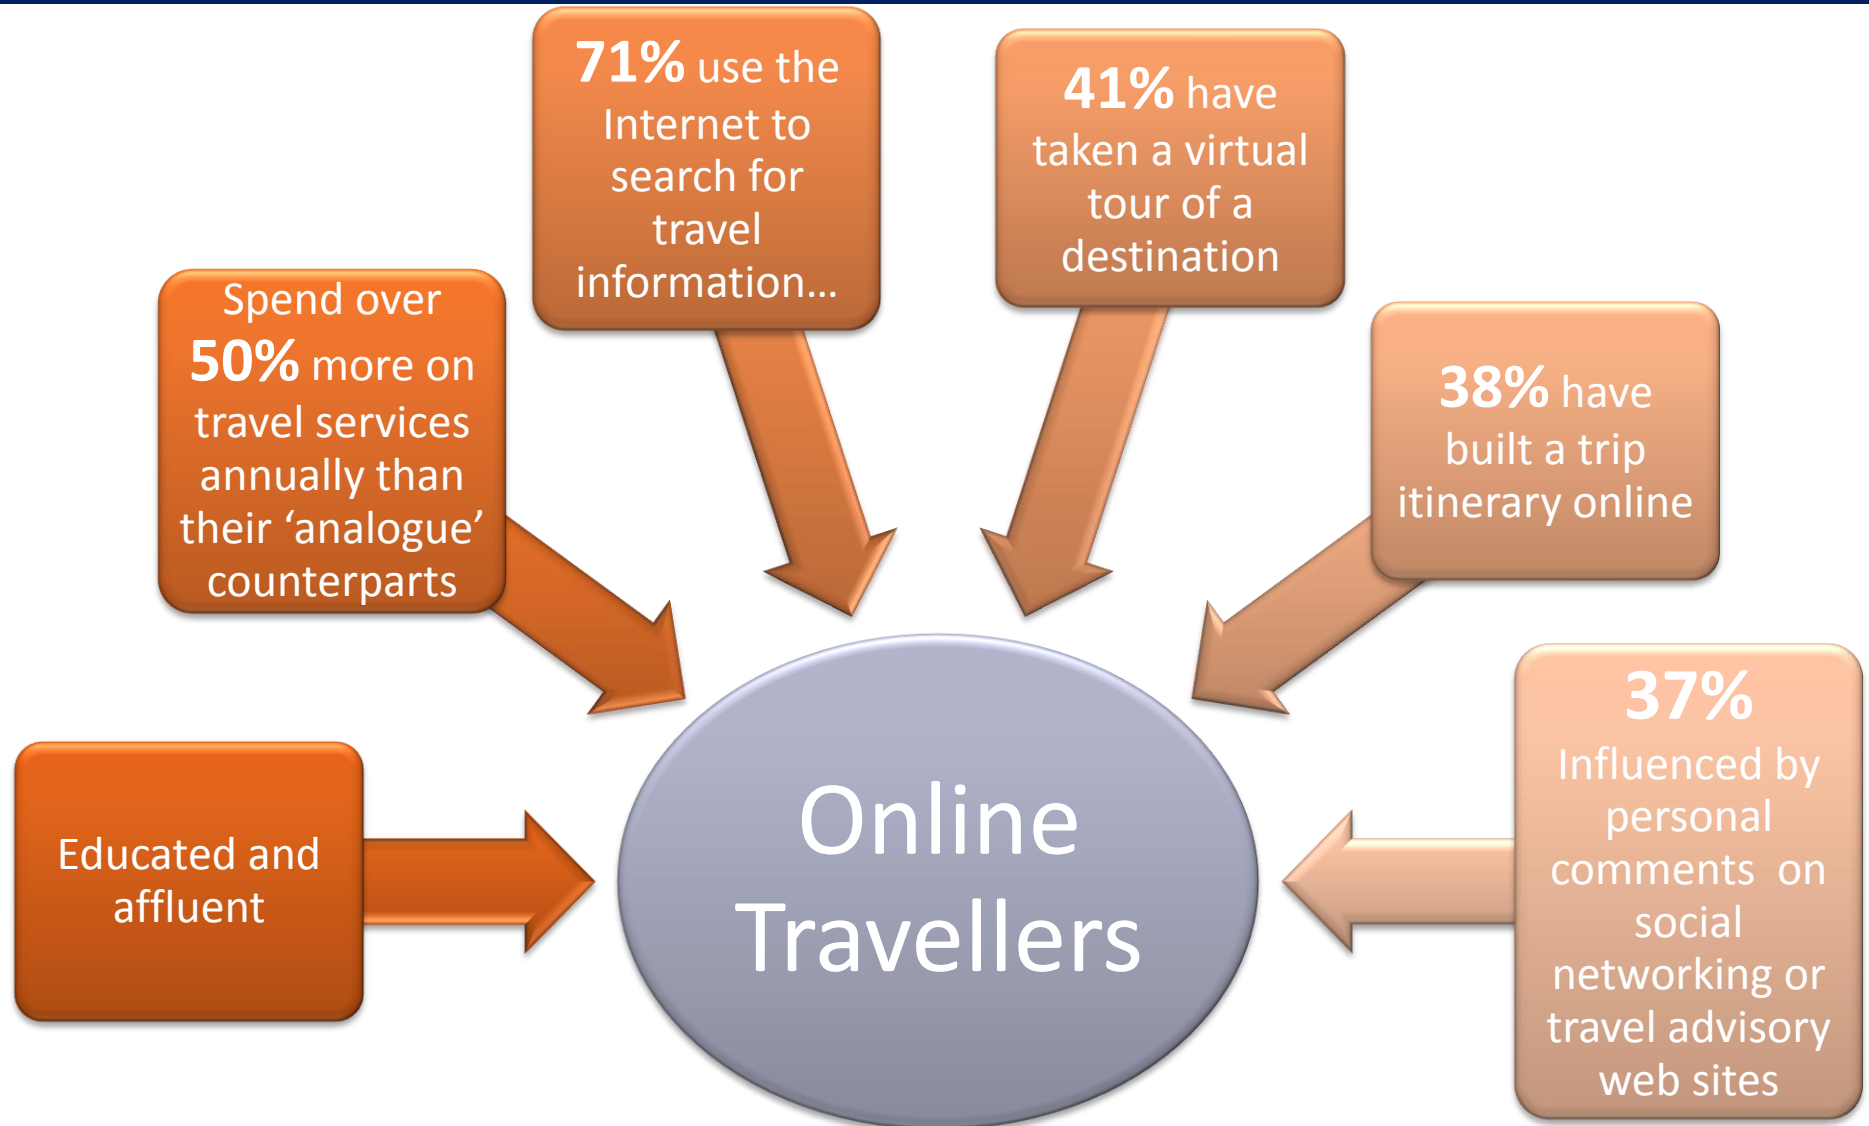 71% use the
Internet to
search for
travel
information…
41% have
taken a virtual
tour of a
destination
Spend over
50% more on
travel services
annually than
their ‘analogue’
counterparts
38% have
built a trip
itinerary online
37%
Influenced by
personal
comments  on
social
networking or
travel advisory
web sites
Educated and
affluent
Online
Travellers